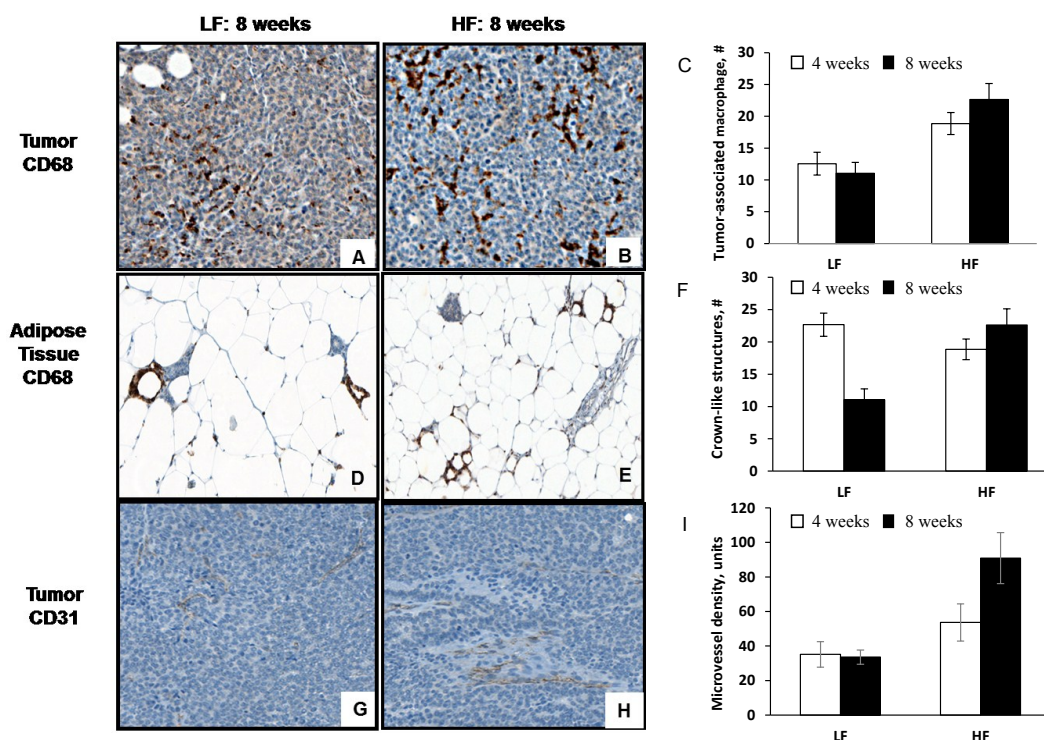 LF: 8 weeks
HF: 8 weeks
Tumor
CD68
A
B
C
Tumor-associated macrophage, #
30
25
20
15
10
5
0
4 weeks
8 weeks
LF
HF
Adipose
Tissue
CD68
D
E
F
Crown-like structures, #
30
25
20
15
10
5
0
4 weeks
8 weeks
LF
HF
Tumor
CD31
G
H
I
Microvessel density, units
120
100
80
60
40
20
0
4 weeks
8 weeks
LF
HF